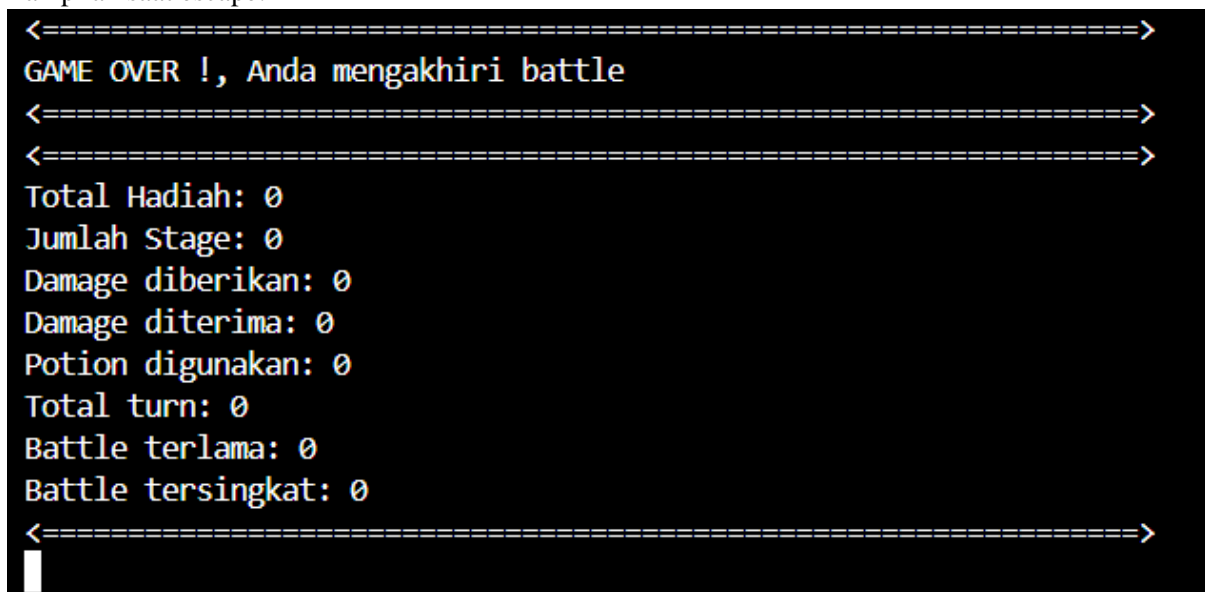 <================================================================>
GAME OVER !, Anda mengakhiri battle
<================================================================>
<================================================================>
Total Hadiah: 0
Jumlah Stage: 0
Damage diberikan: 0
Damage diterima: 0
Potion digunakan: 0
Total turn: 0
Battle terlama: 0
Battle tersingkat: 0
<================================================================>